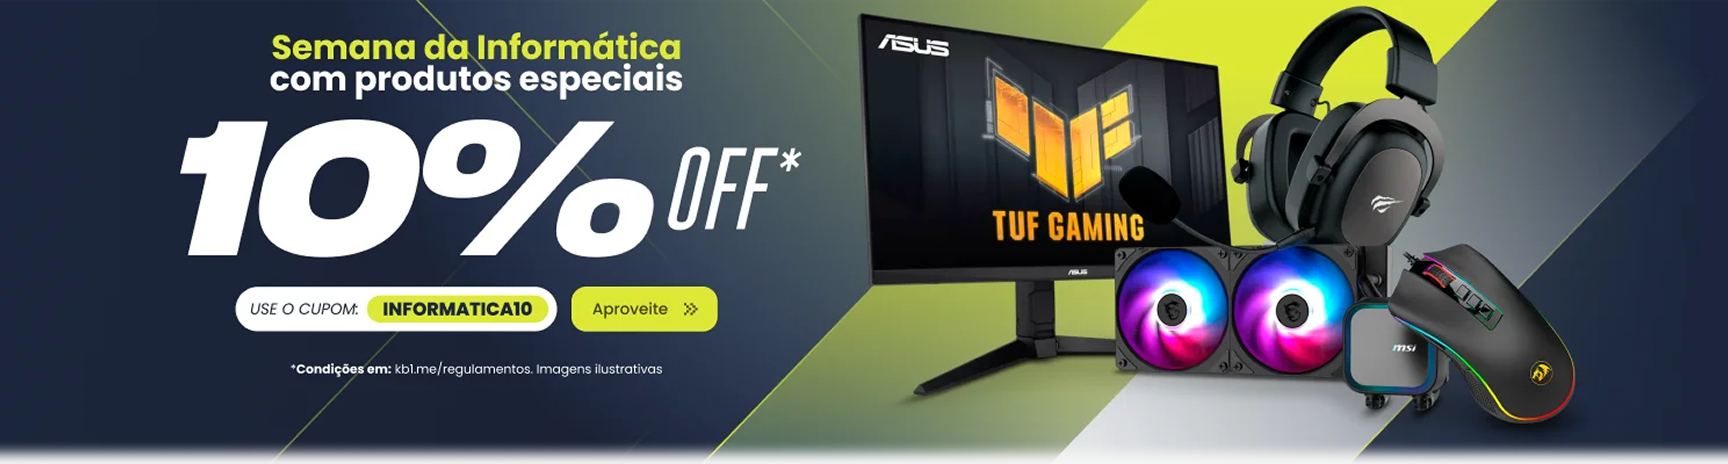 Semana da Informática
com produtos especiais
10% OFF*
USE O CUPOM: INFORMATICA10
Aproveite
*Condições em: kb1.me/regulamentos. Imagens ilustrativas
ASUS
TUF GAMING
ASUS
msi